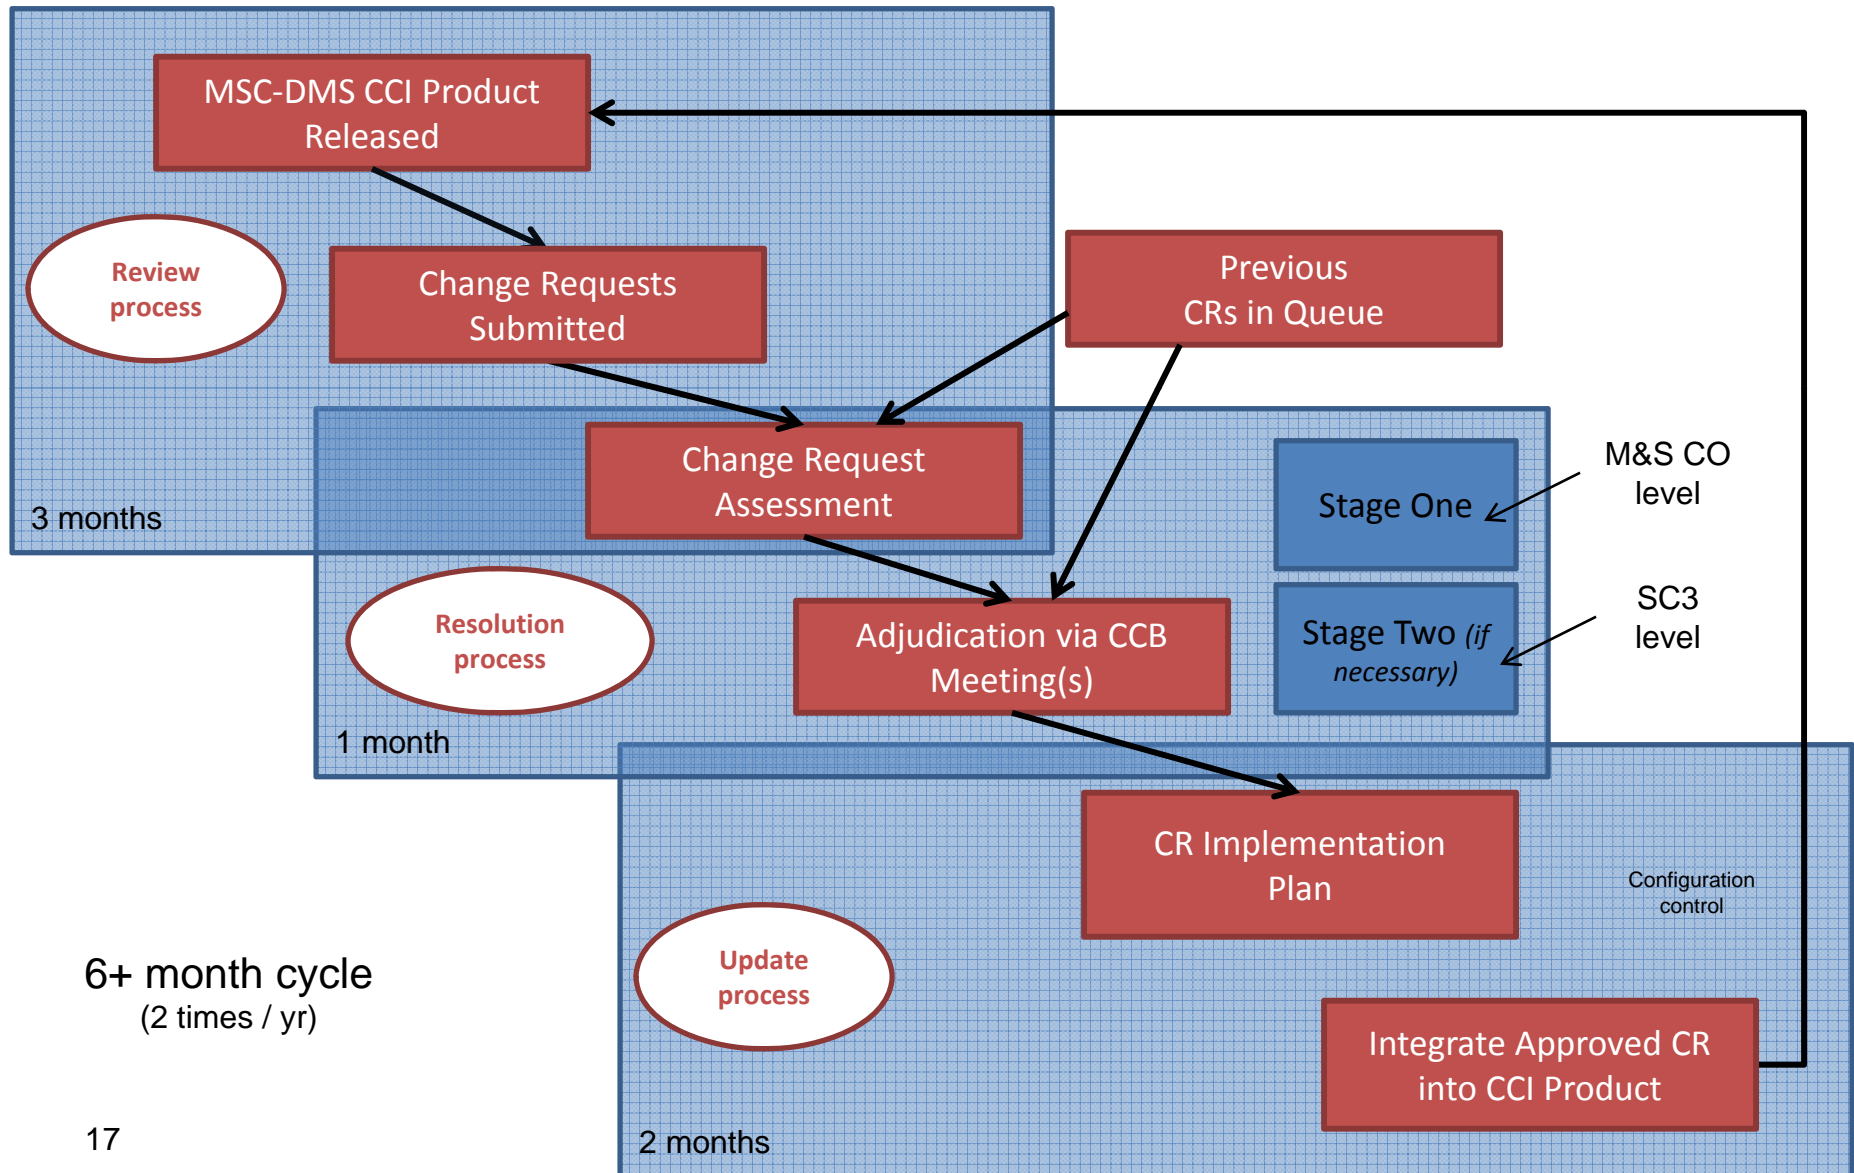 MSC-DMS CCI Product
Released
Review
process
Change Requests
Submitted
Previous
CRs in Queue
Change Request
Assessment
3 months
Stage One
M&S CO
level
Resolution
process
Adjudication via CCB
Meeting(s)
Stage Two (if
necessary)
SC3
level
1 month
CR Implementation
Plan
Configuration
control
Update
process
6+ month cycle
(2 times / yr)
Integrate Approved CR
into CCI Product
17
2 months